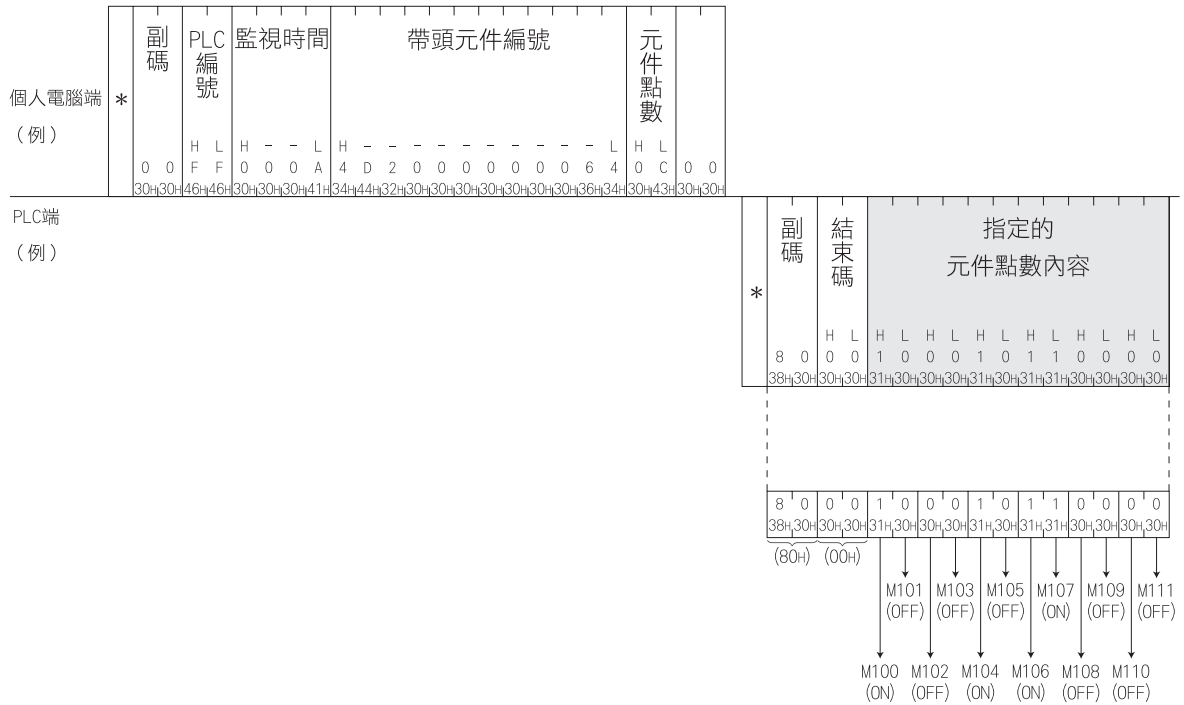 副碼 PLC編號 監視時間 帶頭元件編號 元件點數
個人電腦端
(例)
*
H L H - - L H - - - - - - - - - - L H L
0 0 F F 0 0 0 A 4 D 2 0 0 0 0 0 0 0 6 4 0 C 0 0
30H 30H 46H 46H 30H 30H 30H 41H 34H 44H 32H 30H 30H 30H 30H 30H 30H 30H 36H 34H 30H 43H 30H 30H
PLC端
(例)
*
副碼 結束碼 指定的
元件點數內容
H L H L H L H L H L H L H L
8 0 0 0 1 0 0 0 1 0 1 1 0 0 0 0
38H 30H 30H 30H 31H 30H 30H 30H 31H 30H 31H 31H 30H 30H 30H 30H
8 0 0 0 1 0 0 0 1 0 1 1 0 0 0 0
38H 30H 30H 30H 31H 30H 30H 30H 31H 30H 31H 31H 30H 30H 30H 30H
(80H) (00H)
M101 M103 M105 M107 M109 M111
(OFF) (OFF) (OFF) (ON) (OFF) (OFF)
M100 M102 M104 M106 M108 M110
(ON) (OFF) (ON) (ON) (OFF) (OFF)